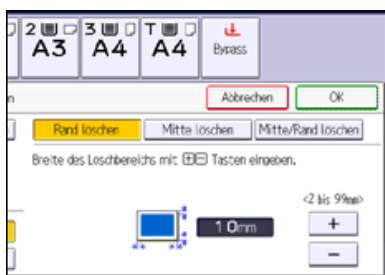 2 3 T
A3 A4 A4 Bypass
n Abbrechen OK
Rand löschen Mitte löschen Mitte/Rand löschen
Breite des Loschbereichs mit ⊞⊟ Tasten eingeben.
<2 bis 99mm>
10mm +
−